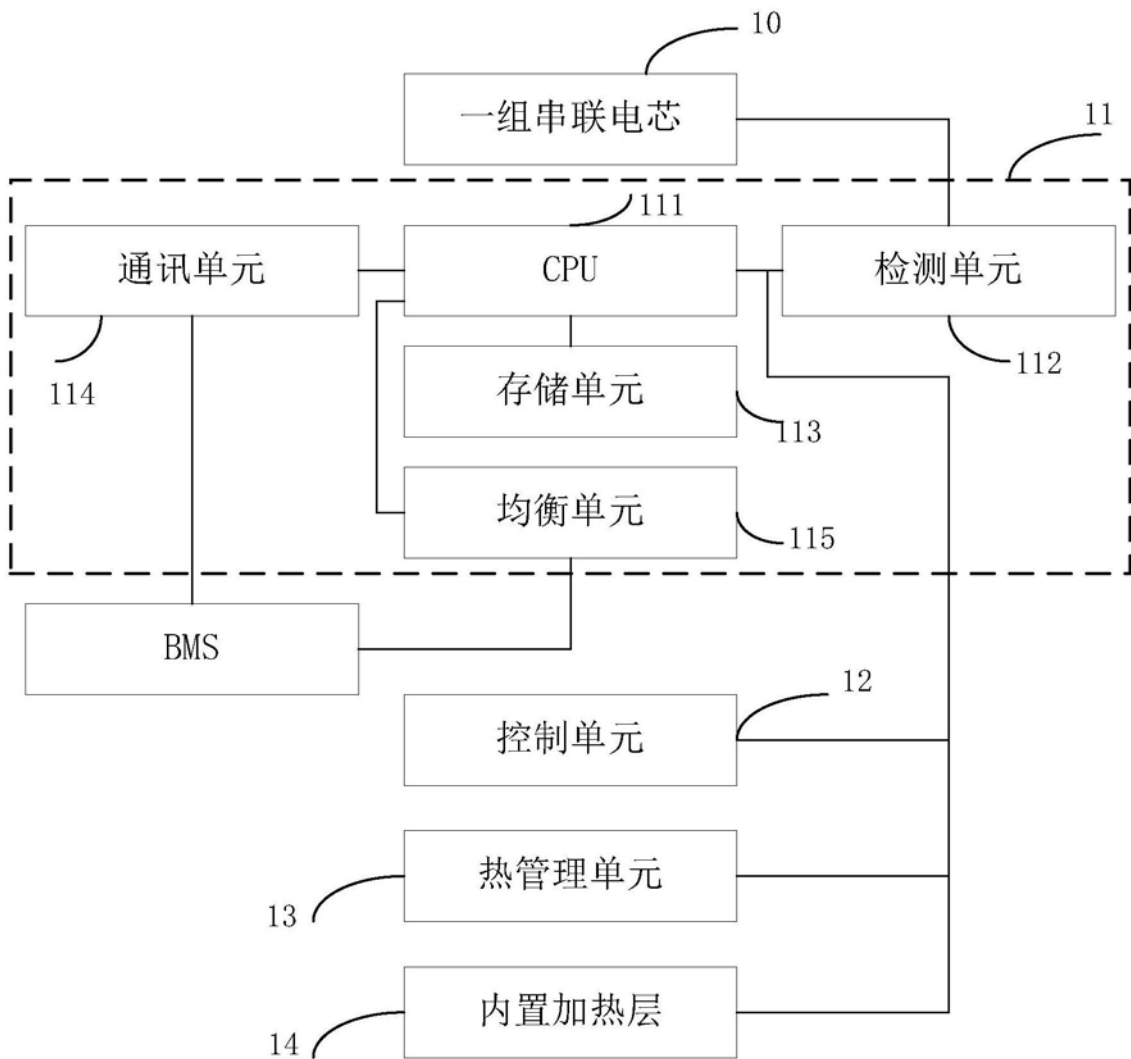 10
一组串联电芯
11
111
通讯单元
CPU
检测单元
114
存储单元
112
113
均衡单元
115
BMS
12
控制单元
热管理单元
13
内置加热层
14